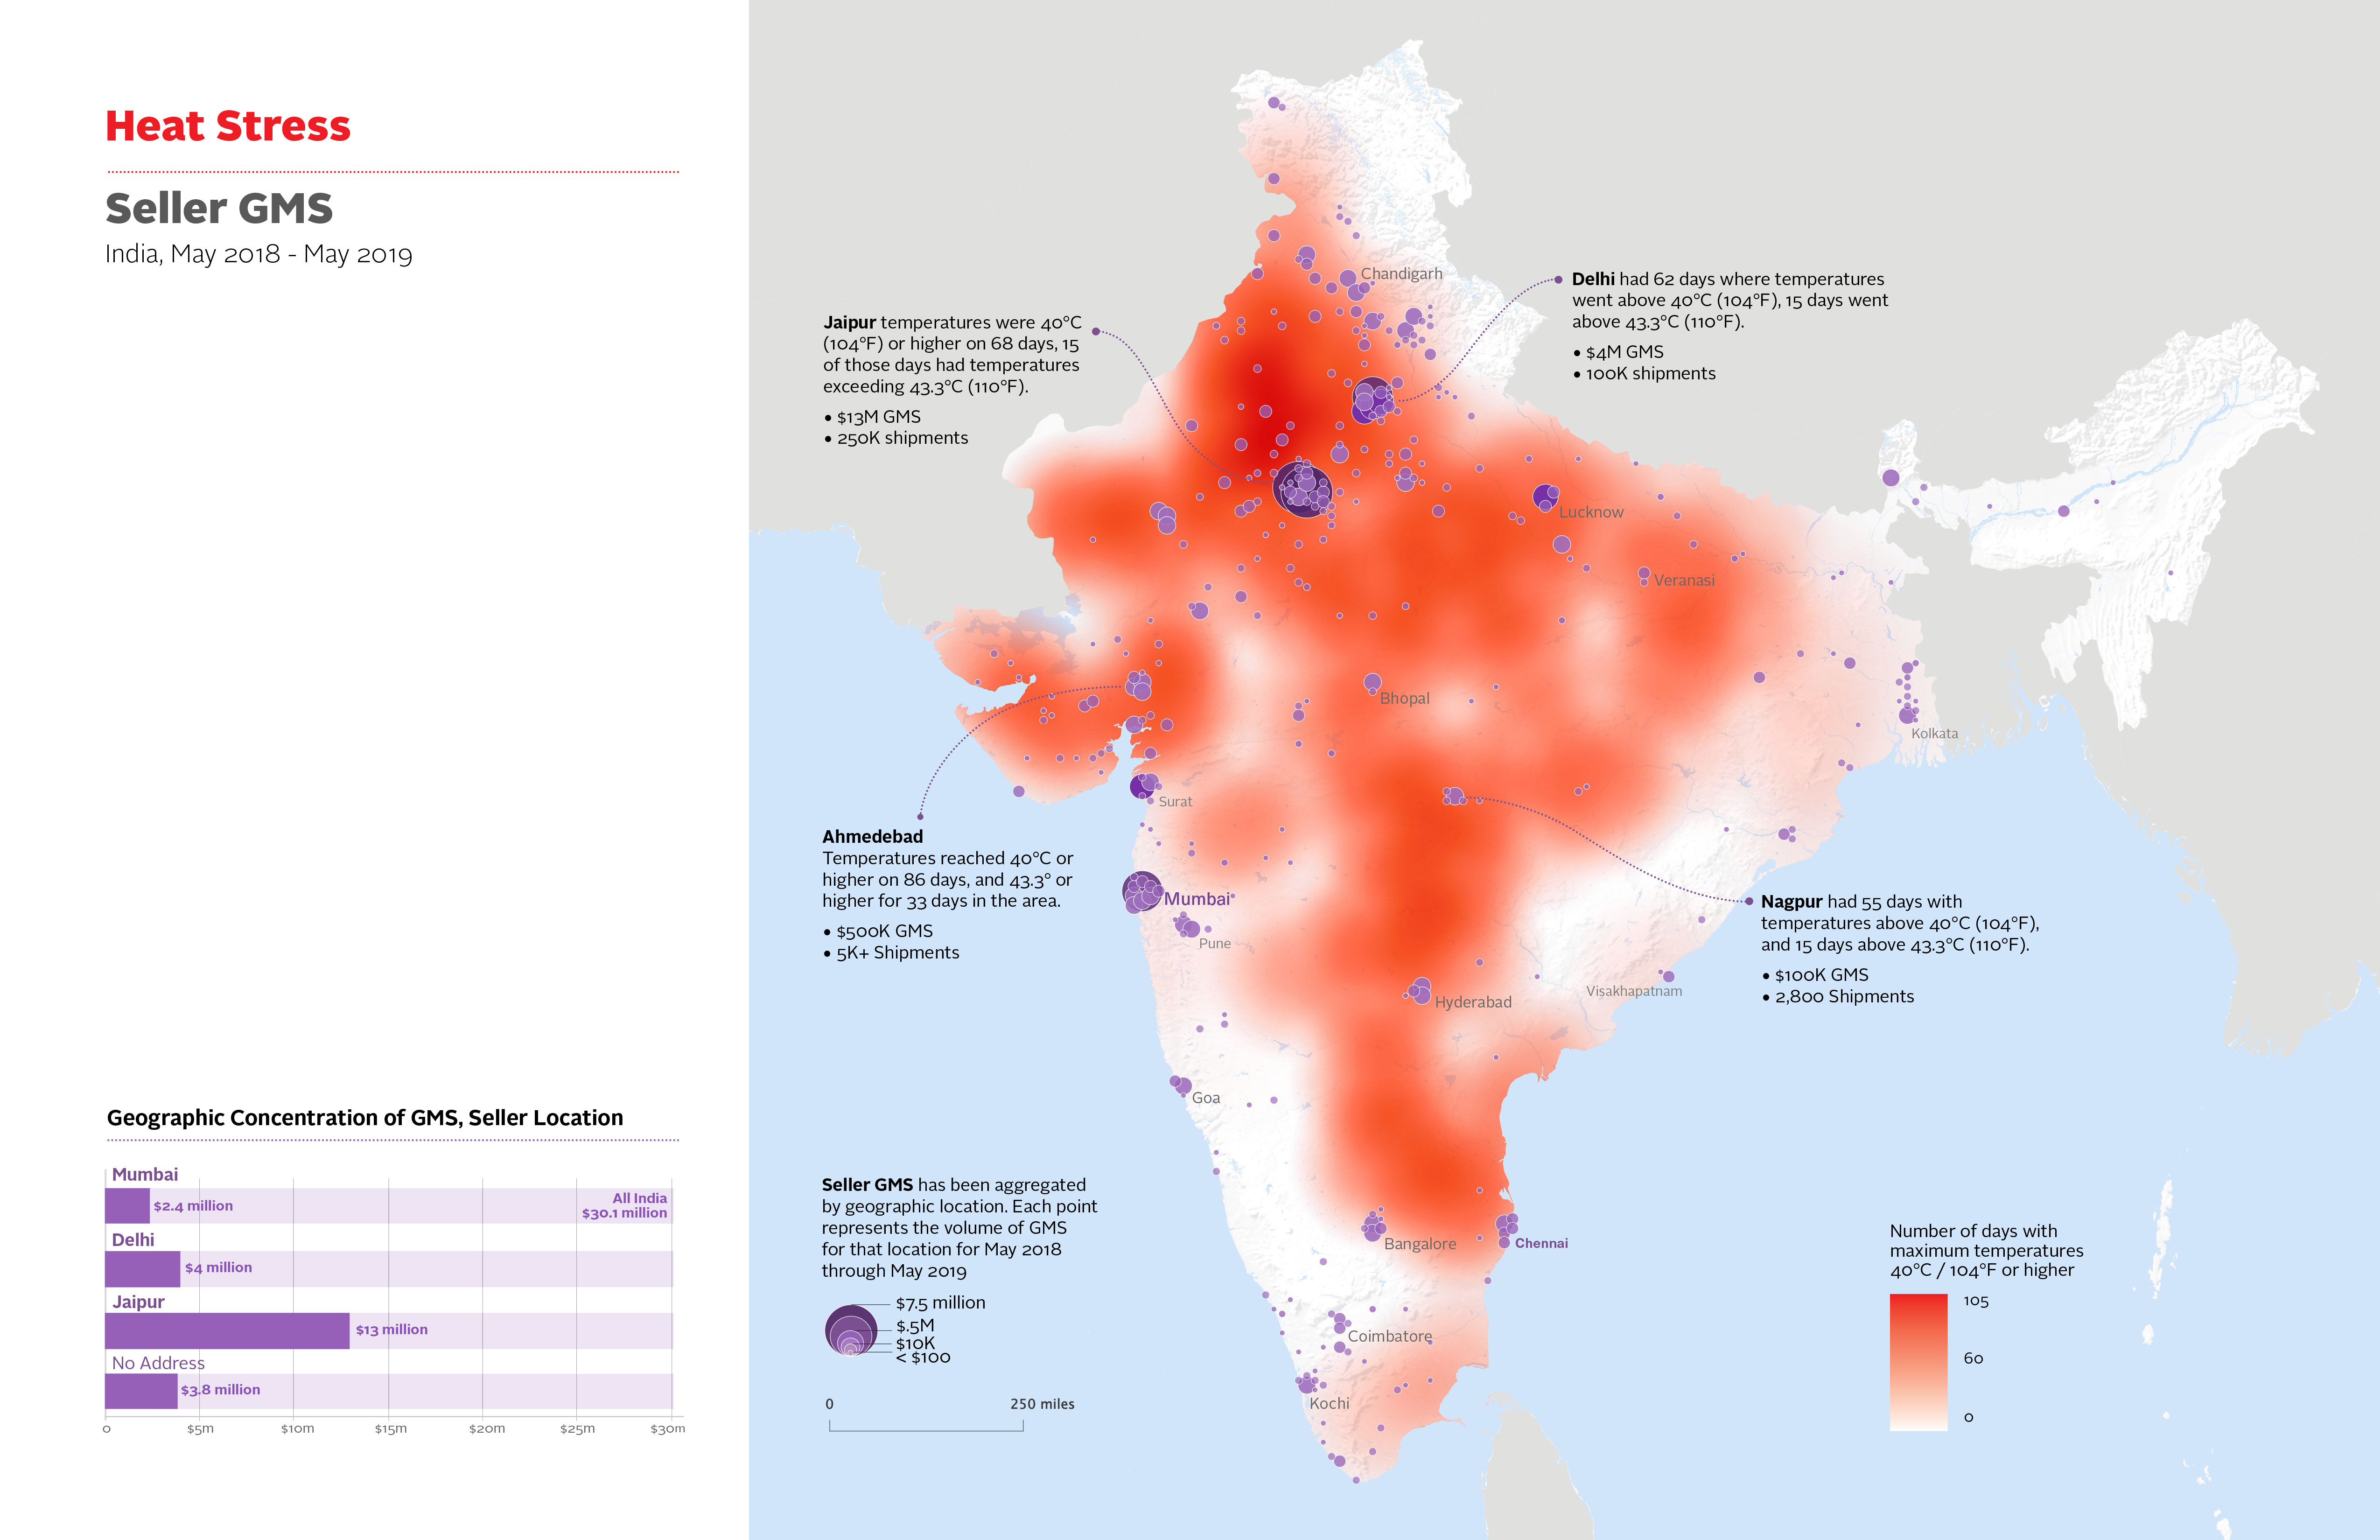 Heat Stress
Seller GMS
India, May 2018 - May 2019
Geographic Concentration of GMS, Seller Location
Mumbai
$2.4 million
All India
$30.1 million
Delhi
$4 million
Jaipur
$13 million
No Address
$3.8 million
0
$5m
$10m
$15m
$20m
$25m
$30m
Jaipur temperatures were 40°C
(104°F) or higher on 68 days, 15
of those days had temperatures
exceeding 43.3°C (110°F).
• $13M GMS
• 250K shipments
Delhi had 62 days where temperatures
went above 40°C (104°F), 15 days went
above 43.3°C (110°F).
• $4M GMS
• 100K shipments
Ahmedebad
Temperatures reached 40°C or
higher on 86 days, and 43.3° or
higher for 33 days in the area.
• $500K GMS
• 5K+ Shipments
Nagpur had 55 days with
temperatures above 40°C (104°F),
and 15 days above 43.3°C (110°F).
• $100K GMS
• 2,800 Shipments
Chandigarh
Lucknow
Veranasi
Bhopal
Kolkata
Surat
Mumbai*
Pune
Hyderabad
Visakhapatnam
Goa
Bangalore
Chennai
Coimbatore
Kochi
Seller GMS has been aggregated
by geographic location. Each point
represents the volume of GMS
for that location for May 2018
through May 2019
$7.5 million
$.5M
$10K
< $100
0
250 miles
Number of days with
maximum temperatures
40°C / 104°F or higher
105
60
0